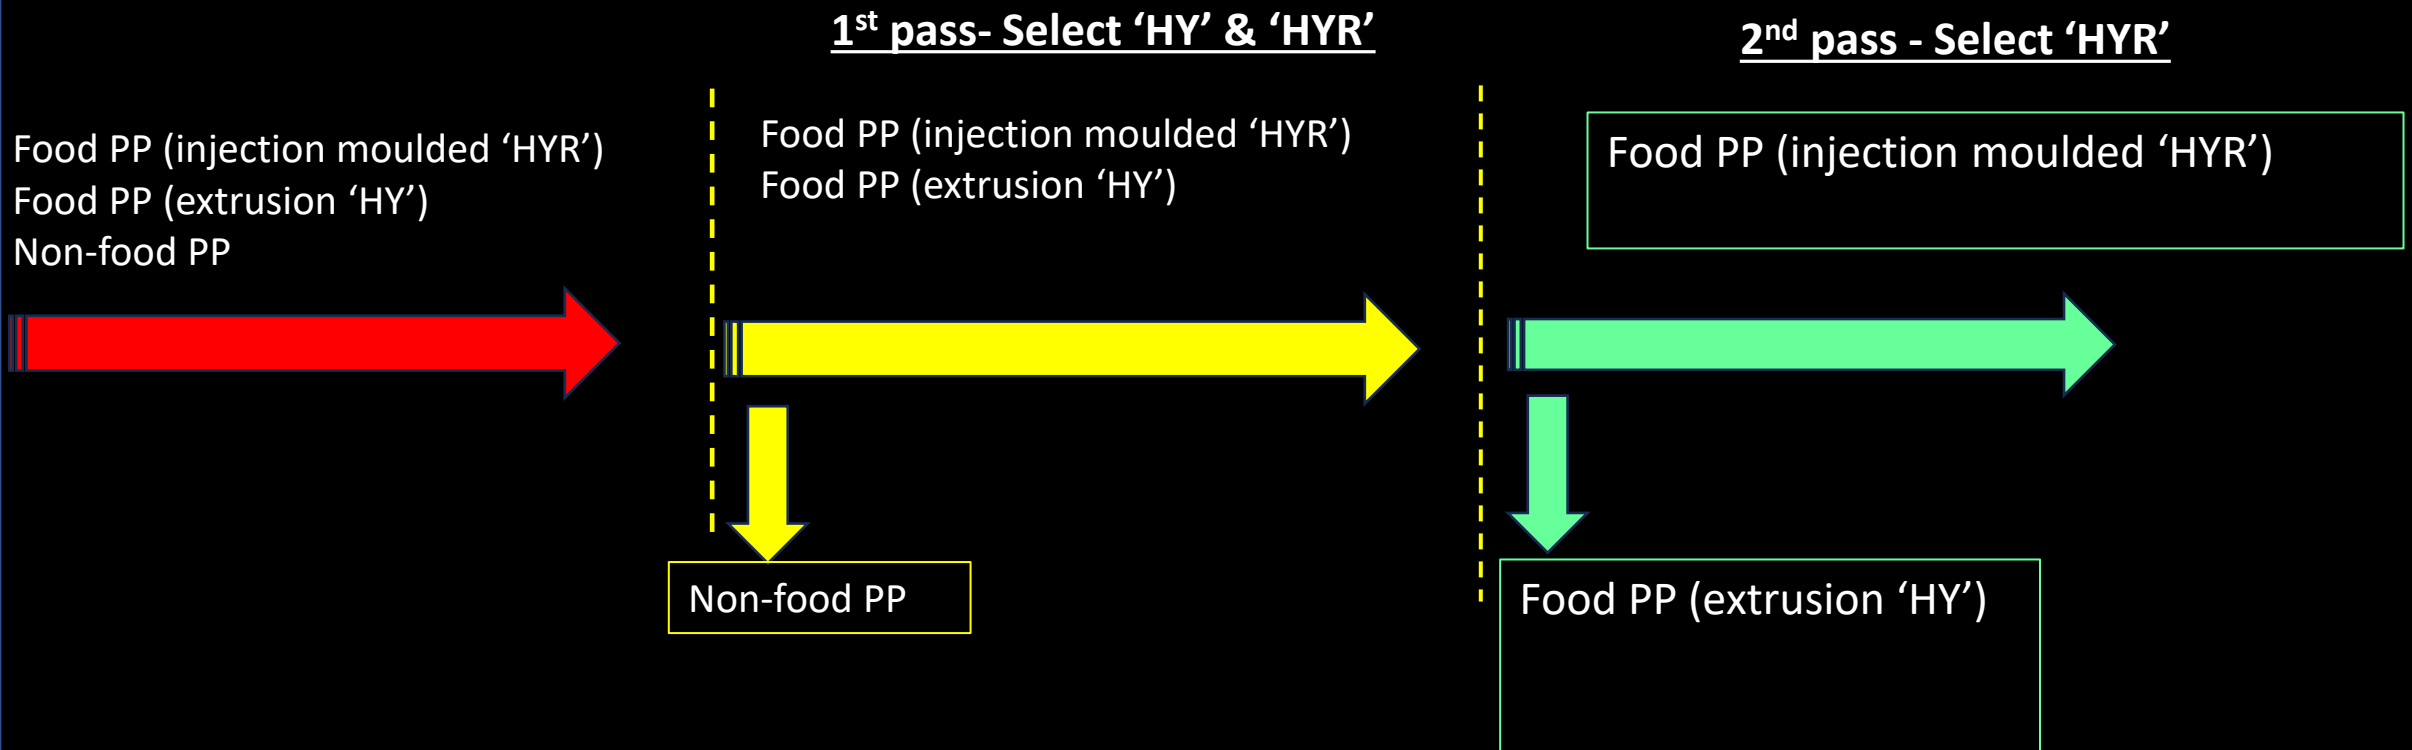 1st pass- Select ‘HY’ & ‘HYR’
2nd pass - Select ‘HYR’
Food PP (injection moulded ‘HYR’)
Food PP (extrusion ‘HY’)
Non-food PP
Food PP (injection moulded ‘HYR’)
Food PP (extrusion ‘HY’)
Food PP (injection moulded ‘HYR’)
Non-food PP
Food PP (extrusion ‘HY’)